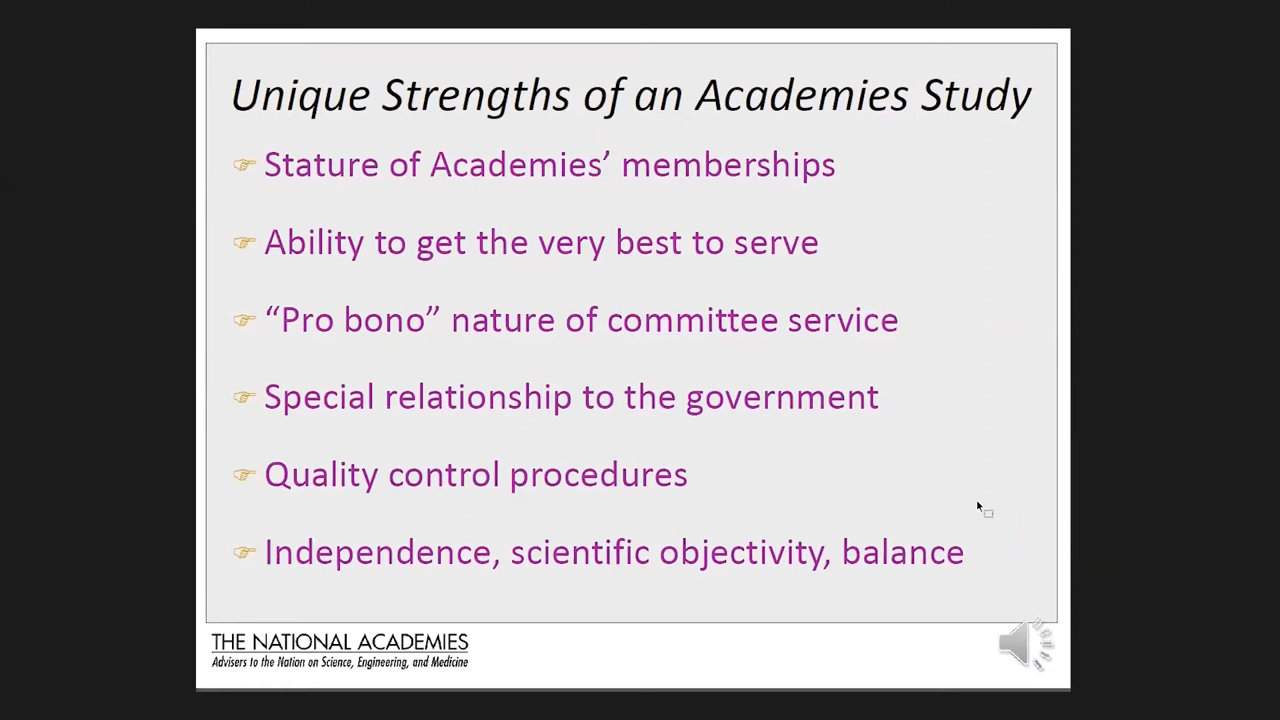 Unique Strengths of an Academies Study
Stature of Academies’ memberships
Ability to get the very best to serve
“Pro bono” nature of committee service
Special relationship to the government
Quality control procedures
Independence, scientific objectivity, balance
THE NATIONAL ACADEMIES
Advisers to the Nation on Science, Engineering, and Medicine